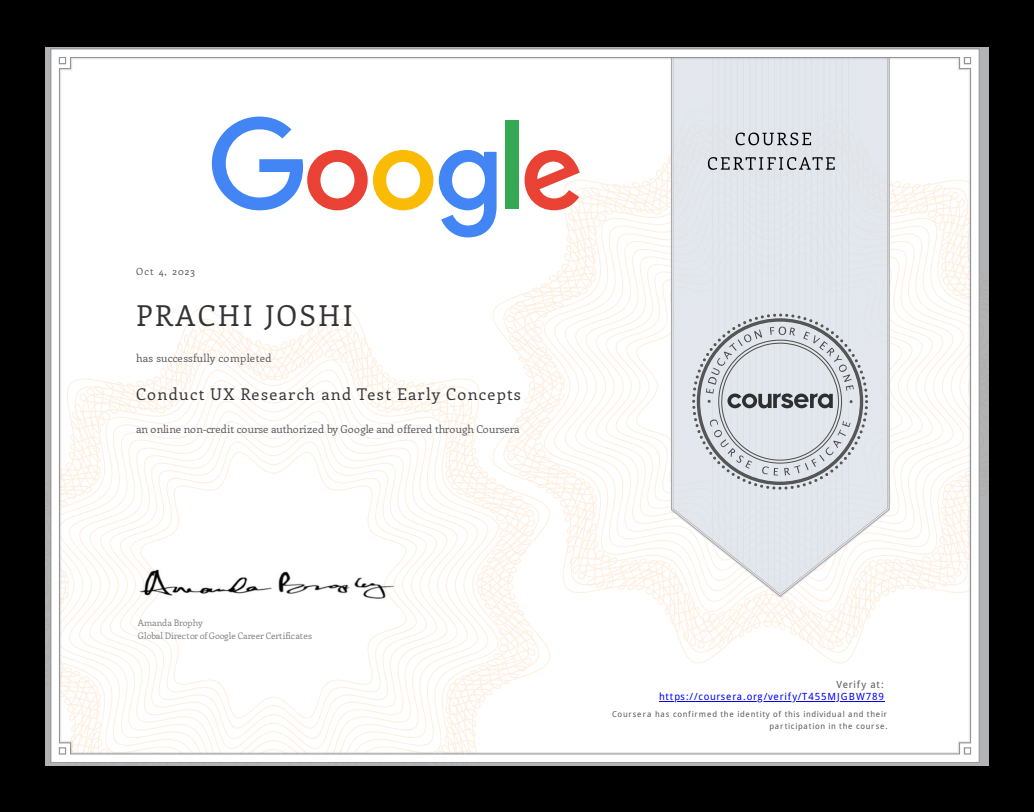 Google
COURSE
CERTIFICATE
Oct 4, 2023
PRACHI JOSHI
has successfully completed
Conduct UX Research and Test Early Concepts
an online non-credit course authorized by Google and offered through Coursera
EDUCATION FOR EVERYONE
coursera
COURSE CERTIFICATE
Amanda Brophy
Amanda Brophy
Global Director of Google Career Certificates
Verify at:
https://coursera.org/verify/T455MJGBW789
Coursera has confirmed the identity of this individual and their
participation in the course.